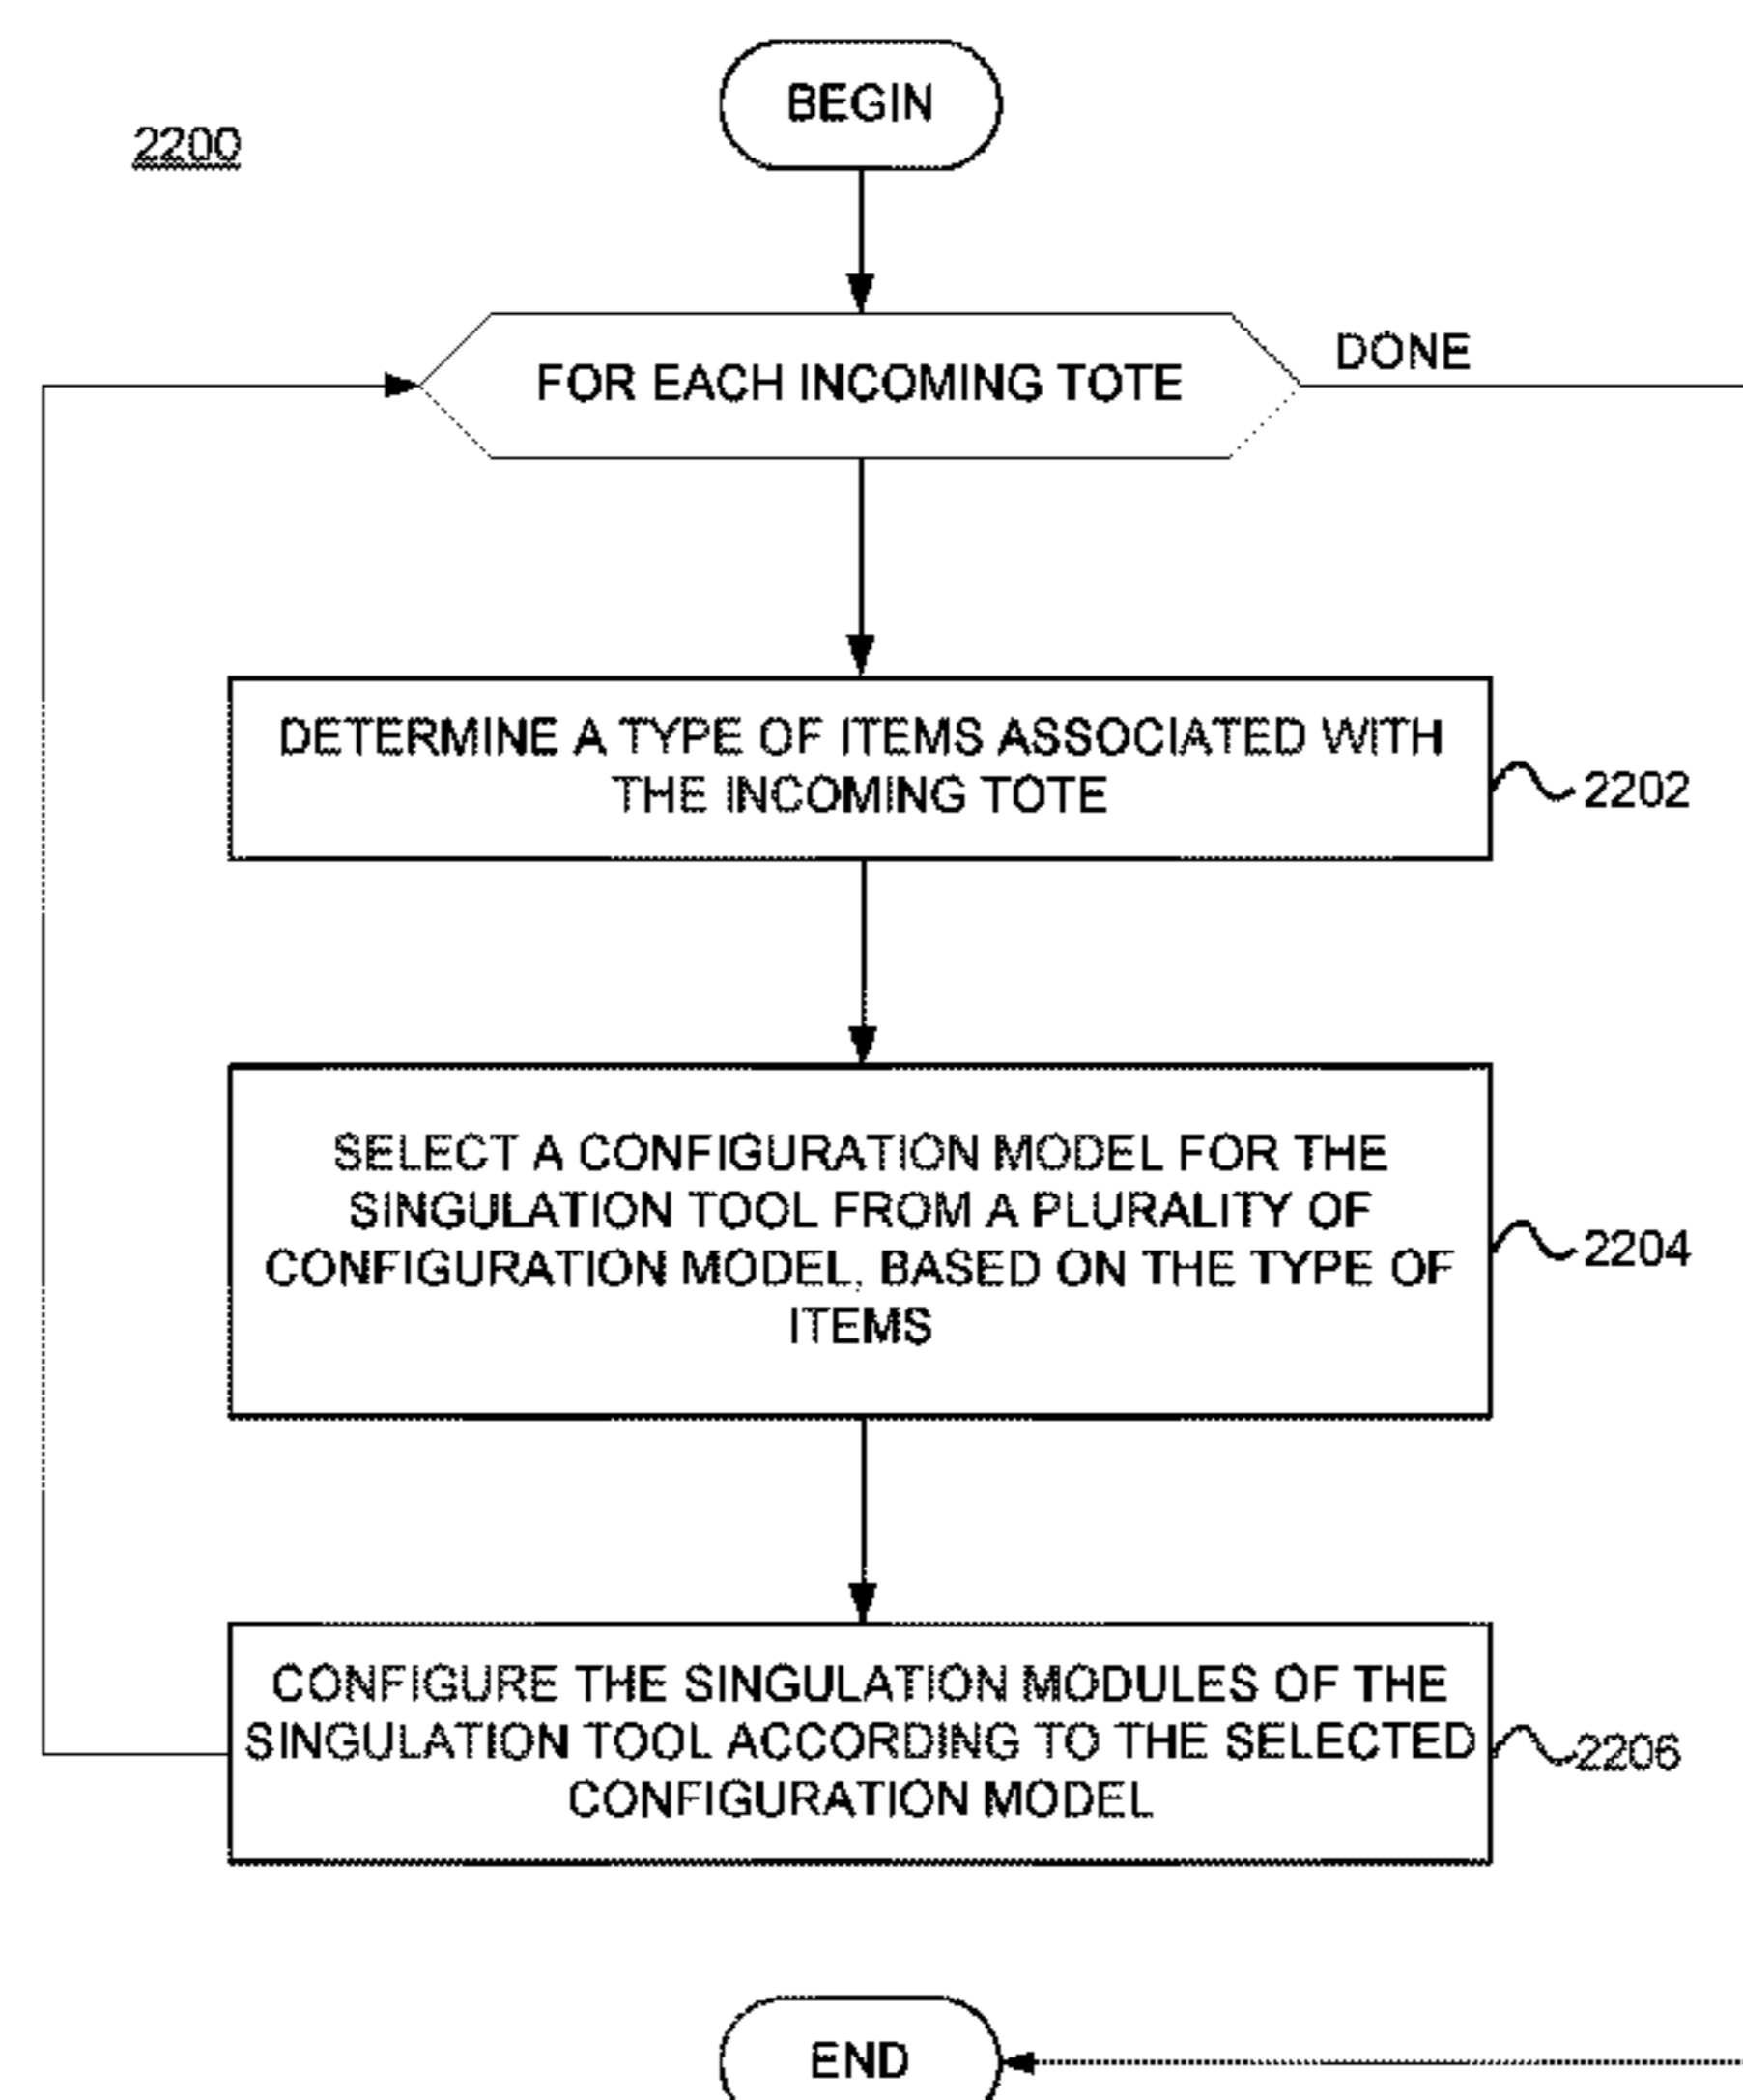 BEGIN
2200
FOR EACH INCOMING TOTE
DONE
DETERMINE A TYPE OF ITEMS ASSOCIATED WITH
THE INCOMING TOTE
2202
SELECT A CONFIGURATION MODEL FOR THE
SINGULATION TOOL FROM A PLURALITY OF
CONFIGURATION MODEL, BASED ON THE TYPE OF
ITEMS
2204
CONFIGURE THE SINGULATION MODULES OF THE
SINGULATION TOOL ACCORDING TO THE SELECTED
CONFIGURATION MODEL
2206
END